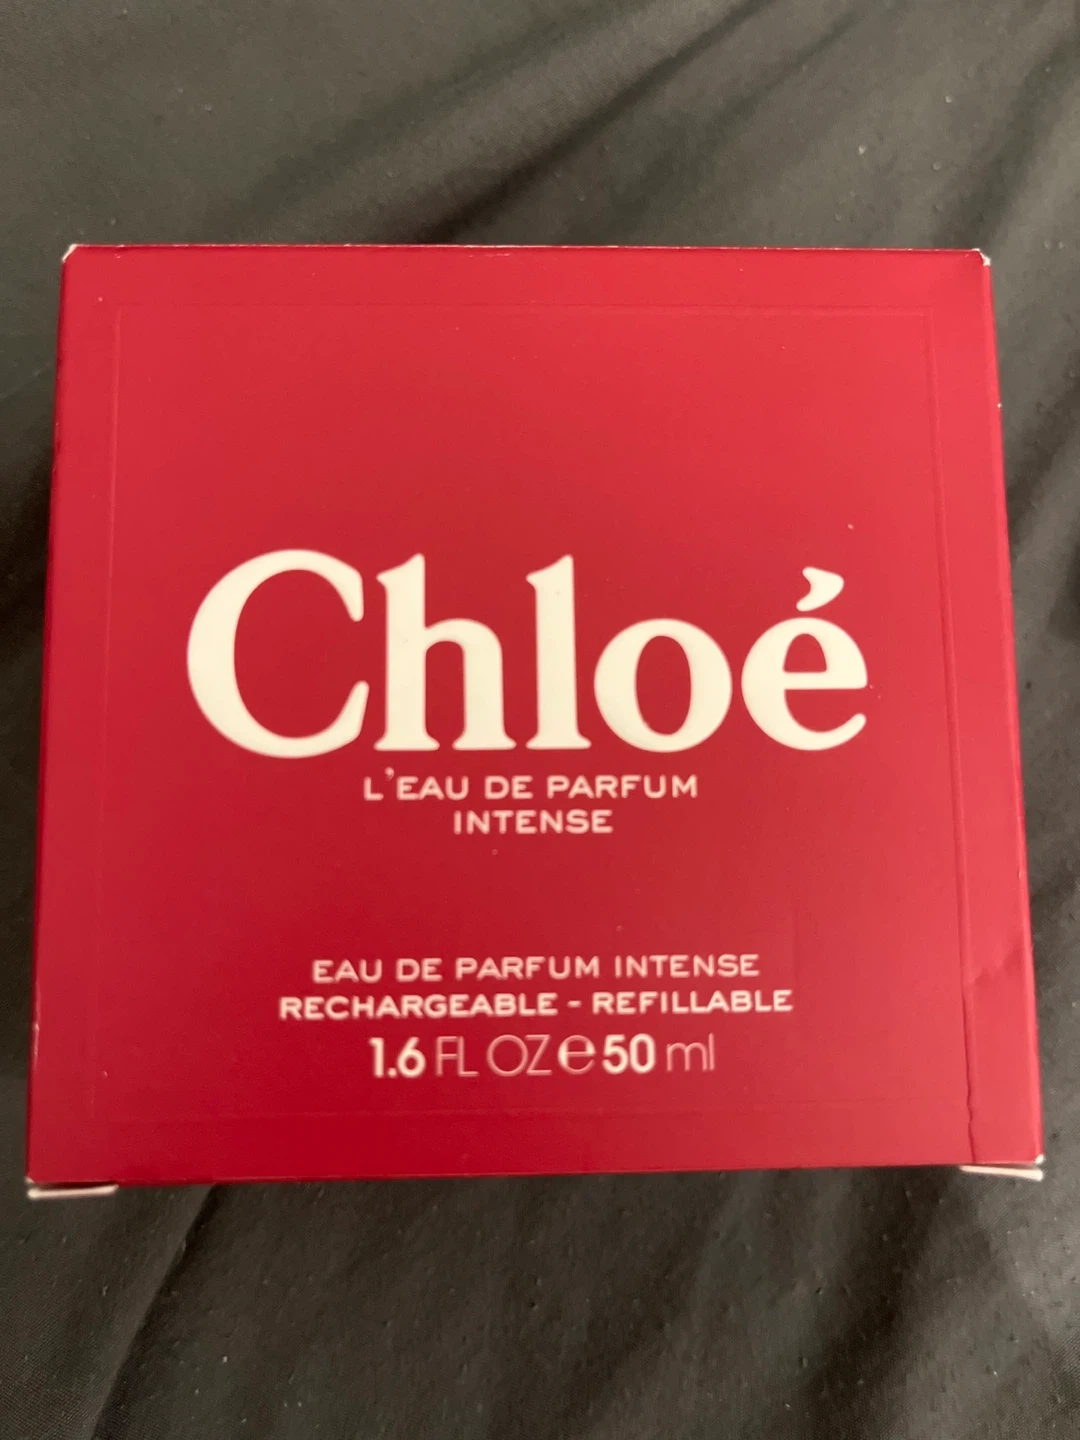 Chloé
L'EAU DE PARFUM
INTENSE
EAU DE PARFUM INTENSE
RECHARGEABLE - REFILLABLE
1.6 FL OZ e 50 ml